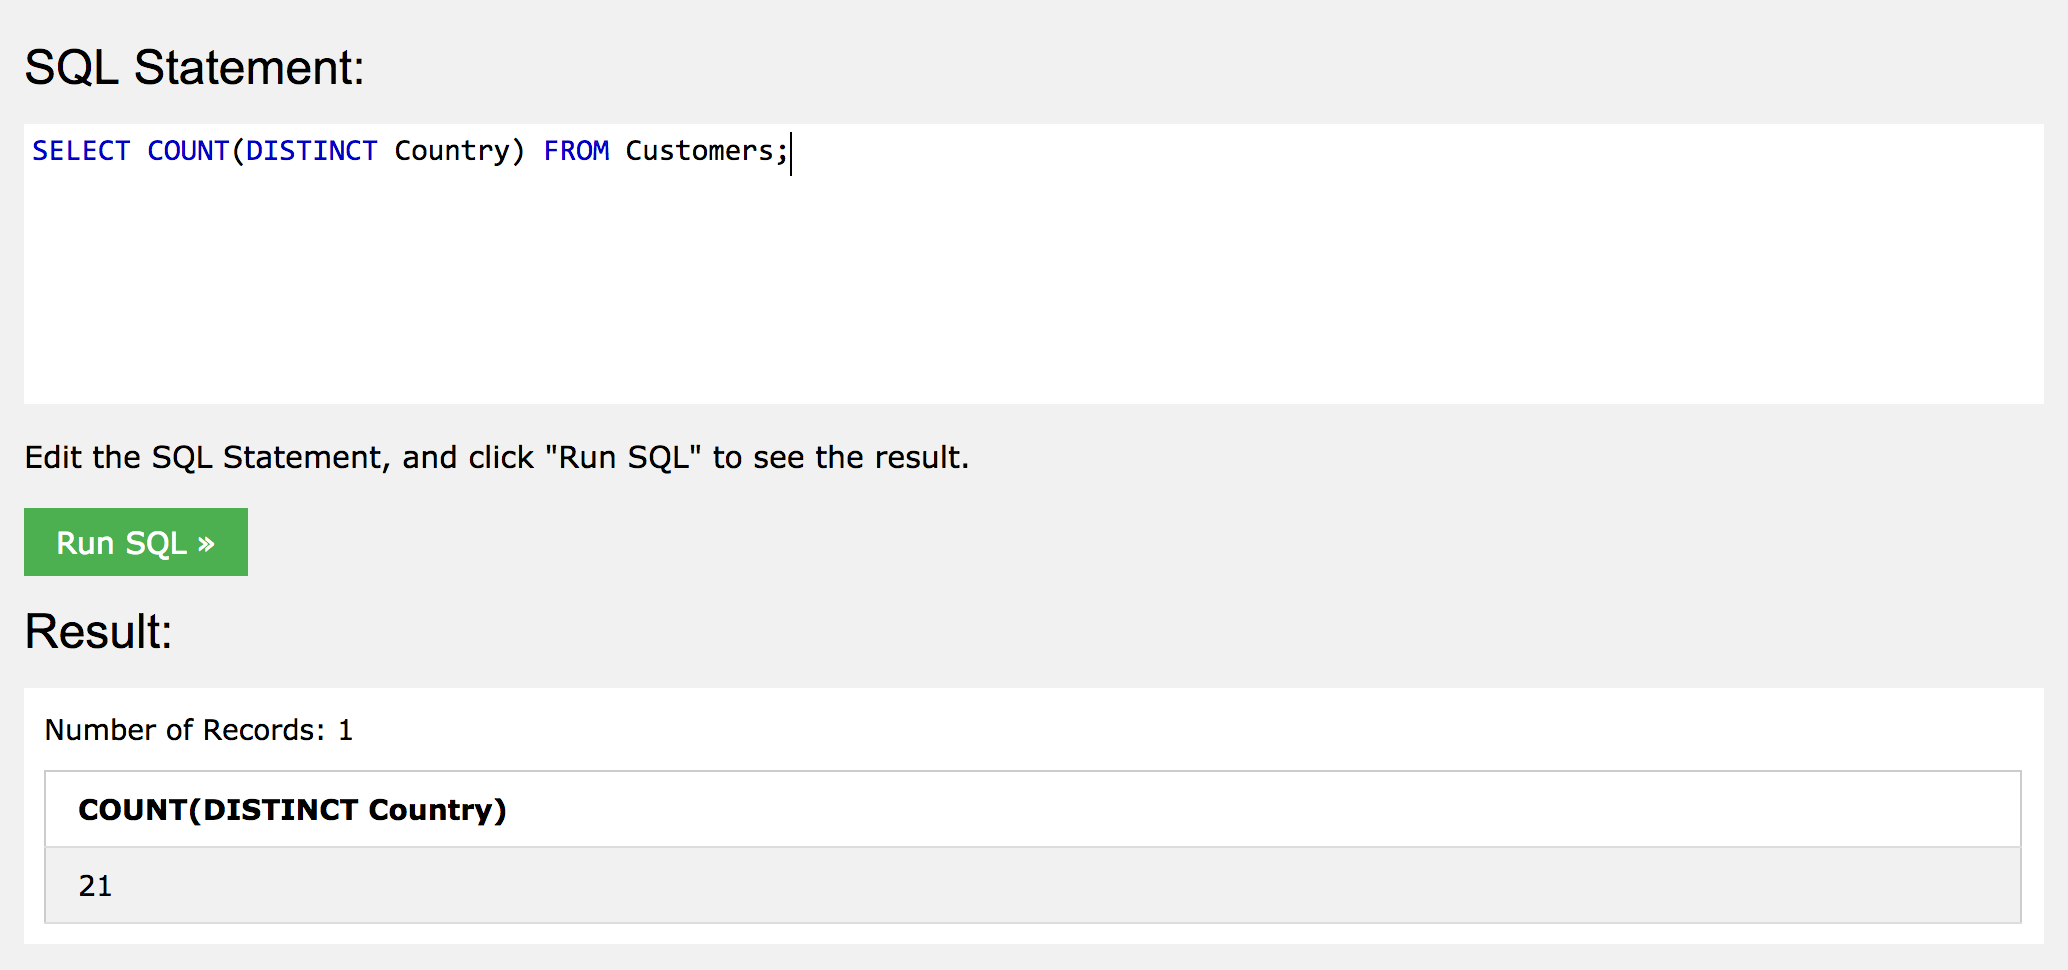 SQL Statement:
SELECT COUNT(DISTINCT Country) FROM Customers;
Edit the SQL Statement, and click "Run SQL" to see the result.
Run SQL »
Result:
Number of Records: 1
COUNT(DISTINCT Country)
21